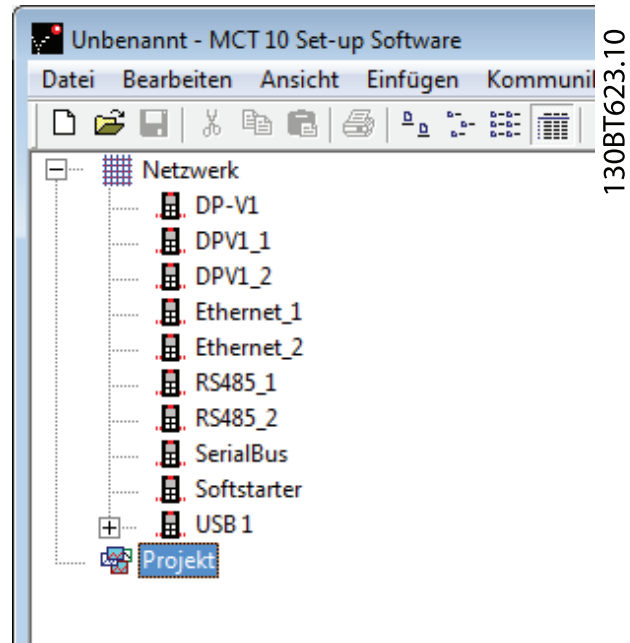 Unbenannt - MCT 10 Set-up Software
Datei Bearbeiten Ansicht Einfügen Kommunil
130BT623.10
Netzwerk
DP-V1
DPV1_1
DPV1_2
Ethernet_1
Ethernet_2
RS485_1
RS485_2
SerialBus
Softstarter
USB 1
Projekt